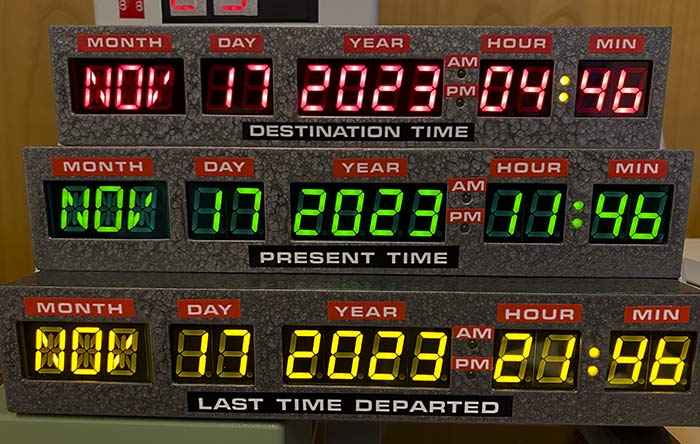 MONTH DAY YEAR AM PM HOUR MIN
NOV 17 2023 04:46
DESTINATION TIME
MONTH DAY YEAR AM PM HOUR MIN
NOV 17 2023 11:46
PRESENT TIME
MONTH DAY YEAR AM PM HOUR MIN
NOV 17 2023 21:46
LAST TIME DEPARTED